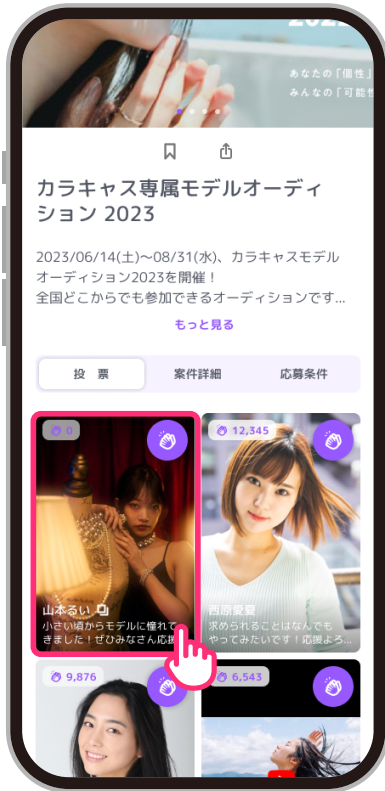 あなたの「個性」
みんなの「可能性
カラキャス専属モデルオーディ
ション 2023
2023/06/14(土)〜08/31(水)、カラキャスモデル
オーディション2023を開催！
全国どこからでも参加できるオーディションです...
もっと見る
投 票
案件詳細
応募条件
0
12,345
山本るい
小さい頃からモデルに憧れて
きました！ぜひみなさん応援
西原愛夏
求められることはなんでも
やってみたいです！応援よろ...
9,876
6,543